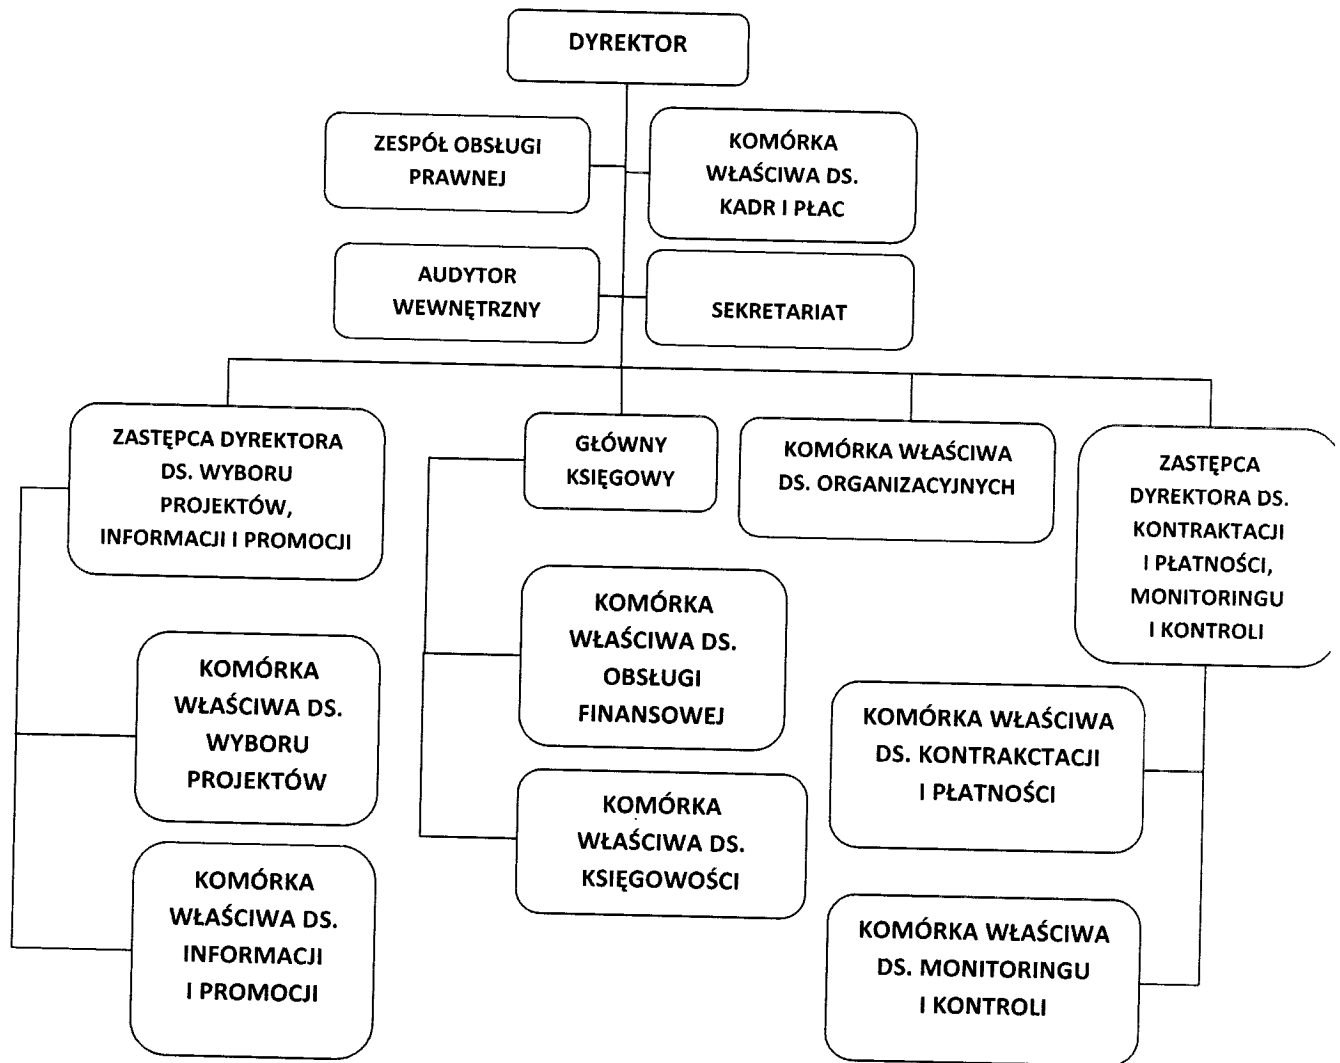 DYREKTOR
ZESPÓŁ OBSŁUGI
PRAWNEJ
KOMÓRKA
WŁAŚCIWA DS.
KADR I PŁAC
AUDYTOR
WEWNĘTRZNY
SEKRETARIAT
ZASTĘPCA DYREKTORA
DS. WYBORU
PROJEKTÓW,
INFORMACJI I PROMOCJI
GŁÓWNY
KSIĘGOWY
KOMÓRKA WŁAŚCIWA
DS. ORGANIZACYJNYCH
ZASTĘPCA
DYREKTORA DS.
KONTRAKTACJI
I PŁATNOŚCI,
MONITORINGU
I KONTROLI
KOMÓRKA
WŁAŚCIWA DS.
WYBORU
PROJEKTÓW
KOMÓRKA
WŁAŚCIWA DS.
INFORMACJI
I PROMOCJI
KOMÓRKA
WŁAŚCIWA DS.
OBSŁUGI
FINANSOWEJ
KOMÓRKA
WŁAŚCIWA DS.
KSIĘGOWOŚCI
KOMÓRKA WŁAŚCIWA
DS. KONTRAKCTACJI
I PŁATNOŚCI
KOMÓRKA WŁAŚCIWA
DS. MONITORINGU
I KONTROLI